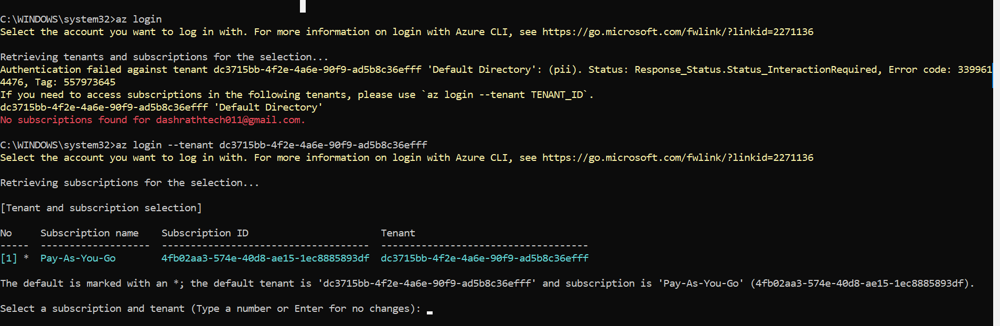 C:\WINDOWS\system32>az login
Select the account you want to log in with. For more information on login with Azure CLI, see https://go.microsoft.com/fwlink/?linkid=2271136
Retrieving tenants and subscriptions for the selection...
Authentication failed against tenant dc3715bb-4f2e-4a6e-90f9-ad5b8c36efff 'Default Directory': (pii). Status: Response_Status.Status_InteractionRequired, Error code: 339961
4476, Tag: 557973645
If you need to access subscriptions in the following tenants, please use `az login --tenant TENANT_ID`.
dc3715bb-4f2e-4a6e-90f9-ad5b8c36efff 'Default Directory'
No subscriptions found for dashrathtech011@gmail.com.
C:\WINDOWS\system32>az login --tenant dc3715bb-4f2e-4a6e-90f9-ad5b8c36efff
Select the account you want to log in with. For more information on login with Azure CLI, see https://go.microsoft.com/fwlink/?linkid=2271136
Retrieving subscriptions for the selection...
[Tenant and subscription selection]
No     Subscription name    Subscription ID                       Tenant
-----  -------------------  ------------------------------------  ------------------------------------
[1] *  Pay-As-You-Go        4fb02aa3-574e-40d8-ae15-1ec8885893df  dc3715bb-4f2e-4a6e-90f9-ad5b8c36efff
The default is marked with an *; the default tenant is 'dc3715bb-4f2e-4a6e-90f9-ad5b8c36efff' and subscription is 'Pay-As-You-Go' (4fb02aa3-574e-40d8-ae15-1ec8885893df).
Select a subscription and tenant (Type a number or Enter for no changes):